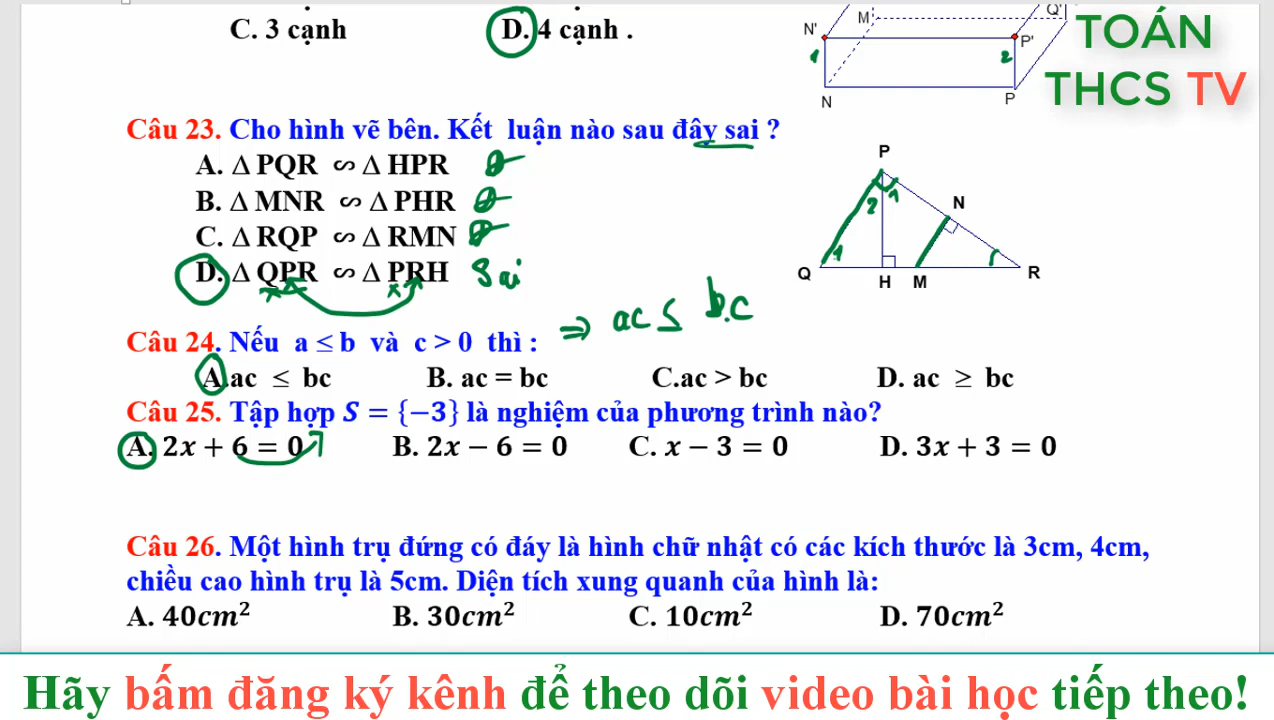 C. 3 cạnh D. 4 cạnh .
M' Q'
N' P'
1 2
N P
TOÁN
THCS TV
Câu 23. Cho hình vẽ bên. Kết luận nào sau đây sai ?
A. Δ PQR ∽ Δ HPR
B. Δ MNR ∽ Δ PHR
C. Δ RQP ∽ Δ RMN
D. Δ QPR ∽ Δ PRH Sai
P
2 1 N
1
Q H M R
⇒ ac ≤ b.c
Câu 24. Nếu a ≤ b và c > 0 thì :
A.ac ≤ bc B. ac = bc C.ac > bc D. ac ≥ bc
Câu 25. Tập hợp S = {−3} là nghiệm của phương trình nào?
A. 2x + 6 = 0 B. 2x − 6 = 0 C. x − 3 = 0 D. 3x + 3 = 0
Câu 26. Một hình trụ đứng có đáy là hình chữ nhật có các kích thước là 3cm, 4cm,
chiều cao hình trụ là 5cm. Diện tích xung quanh của hình là:
A. 40cm² B. 30cm² C. 10cm² D. 70cm²
Hãy bấm đăng ký kênh để theo dõi video bài học tiếp theo!